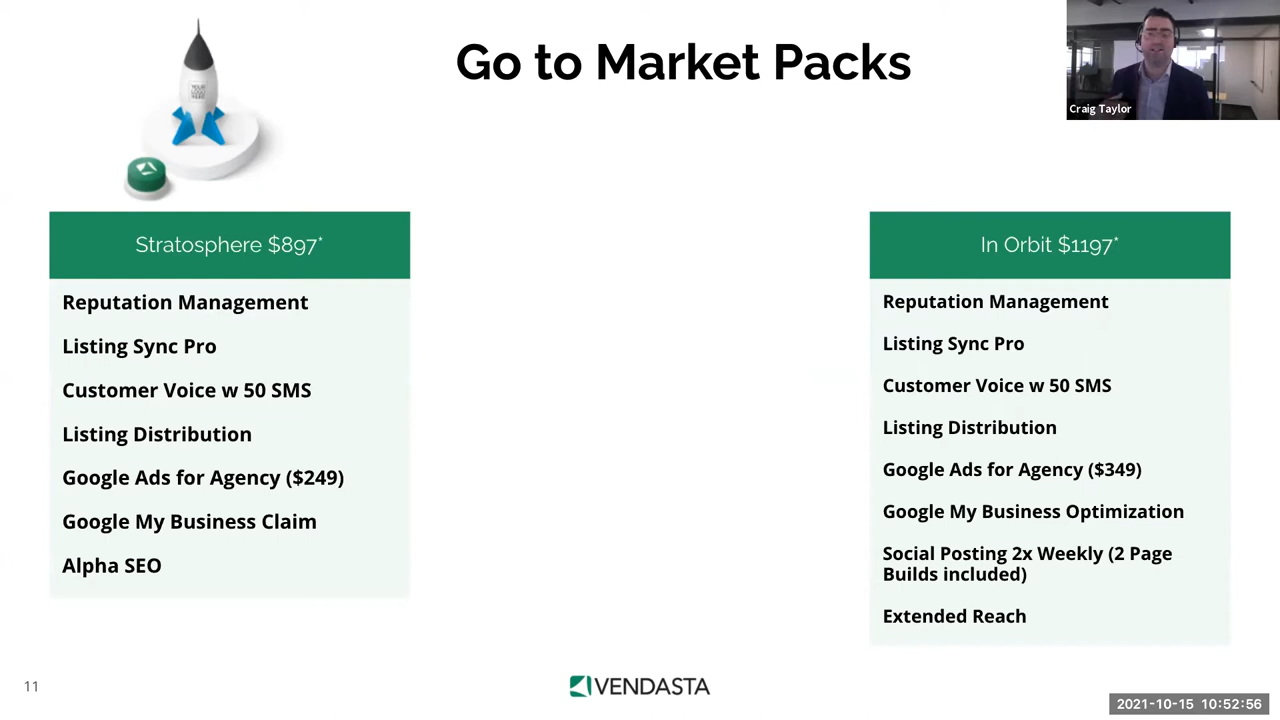 Go to Market Packs
YOUR
LOGO
HERE
Craig Taylor
Stratosphere $897*
Reputation Management
Listing Sync Pro
Customer Voice w 50 SMS
Listing Distribution
Google Ads for Agency ($249)
Google My Business Claim
Alpha SEO
In Orbit $1197*
Reputation Management
Listing Sync Pro
Customer Voice w 50 SMS
Listing Distribution
Google Ads for Agency ($349)
Google My Business Optimization
Social Posting 2x Weekly (2 Page
Builds included)
Extended Reach
11
VENDASTA
2021-10-15 10:52:56